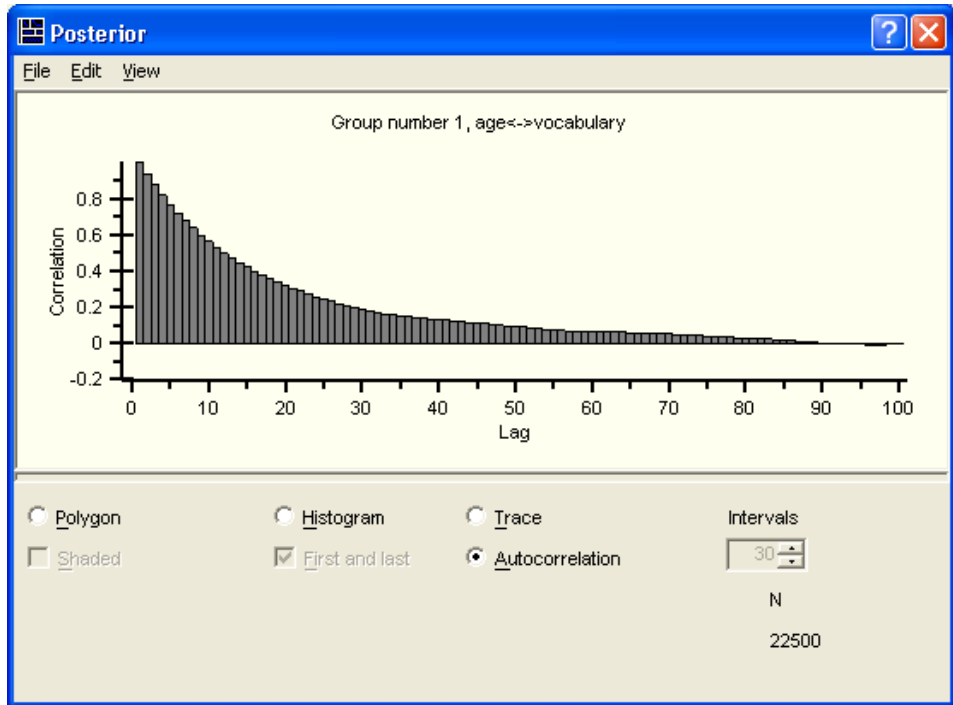 Posterior
File Edit View
Group number 1, age<->vocabulary
Correlation
0.8
0.6
0.4
0.2
0
-0.2
0 10 20 30 40 50 60 70 80 90 100
Lag
Polygon Histogram Trace Intervals
Shaded First and last Autocorrelation 30
N
22500